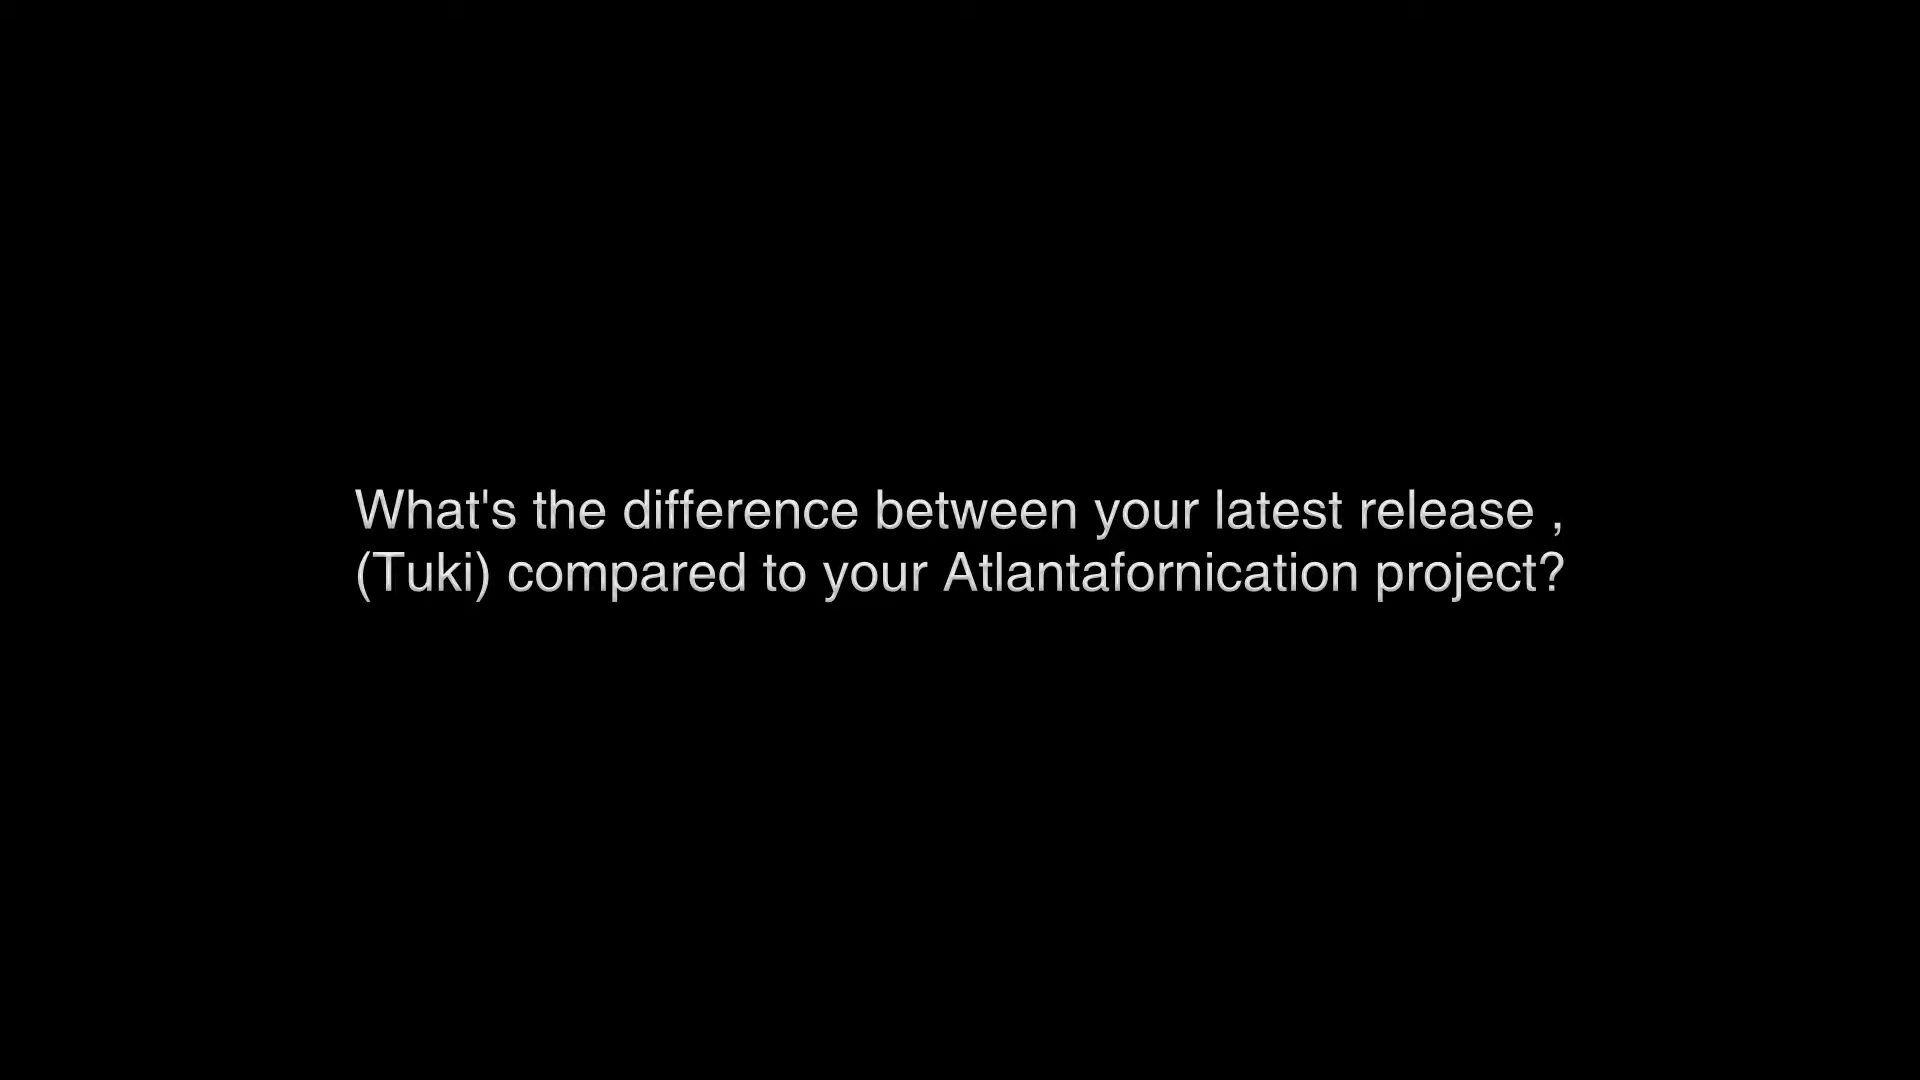 What's the difference between your latest release ,
(Tuki) compared to your Atlantafornication project?